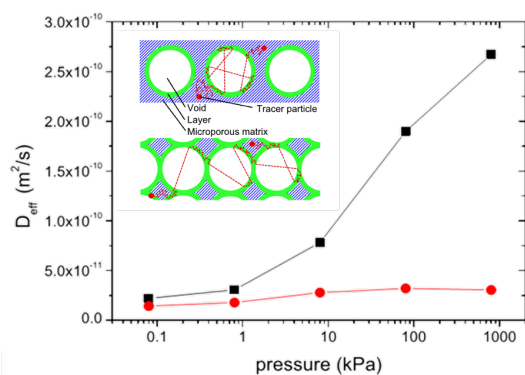 3.0x10⁻¹⁰
2.5x10⁻¹⁰
2.0x10⁻¹⁰
1.5x10⁻¹⁰
1.0x10⁻¹⁰
5.0x10⁻¹¹
0.0
D_eff (m²/s)
Void
Layer
Tracer particle
Microporous matrix
0.1 1 10 100 1000
pressure (kPa)